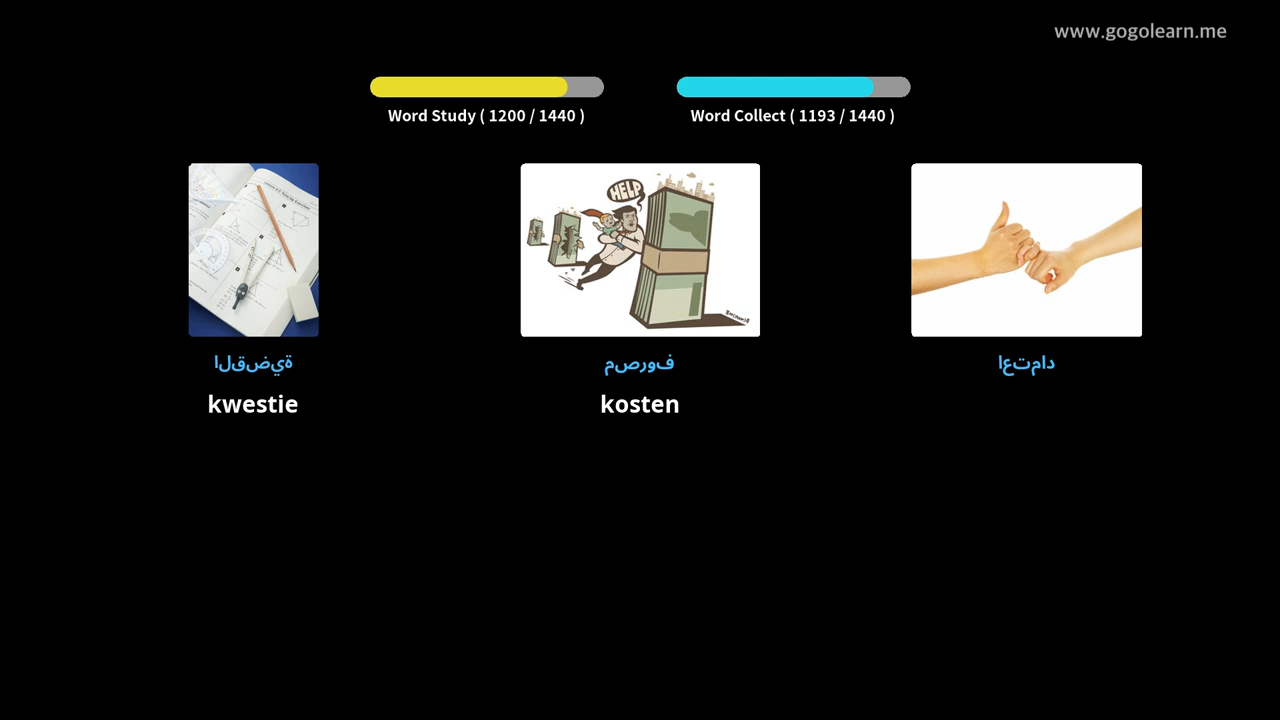 www.gogolearn.me
Word Study ( 1200 / 1440 )
Word Collect ( 1193 / 1440 )
HELP
القضية
مصروف
اعتماد
kwestie
kosten